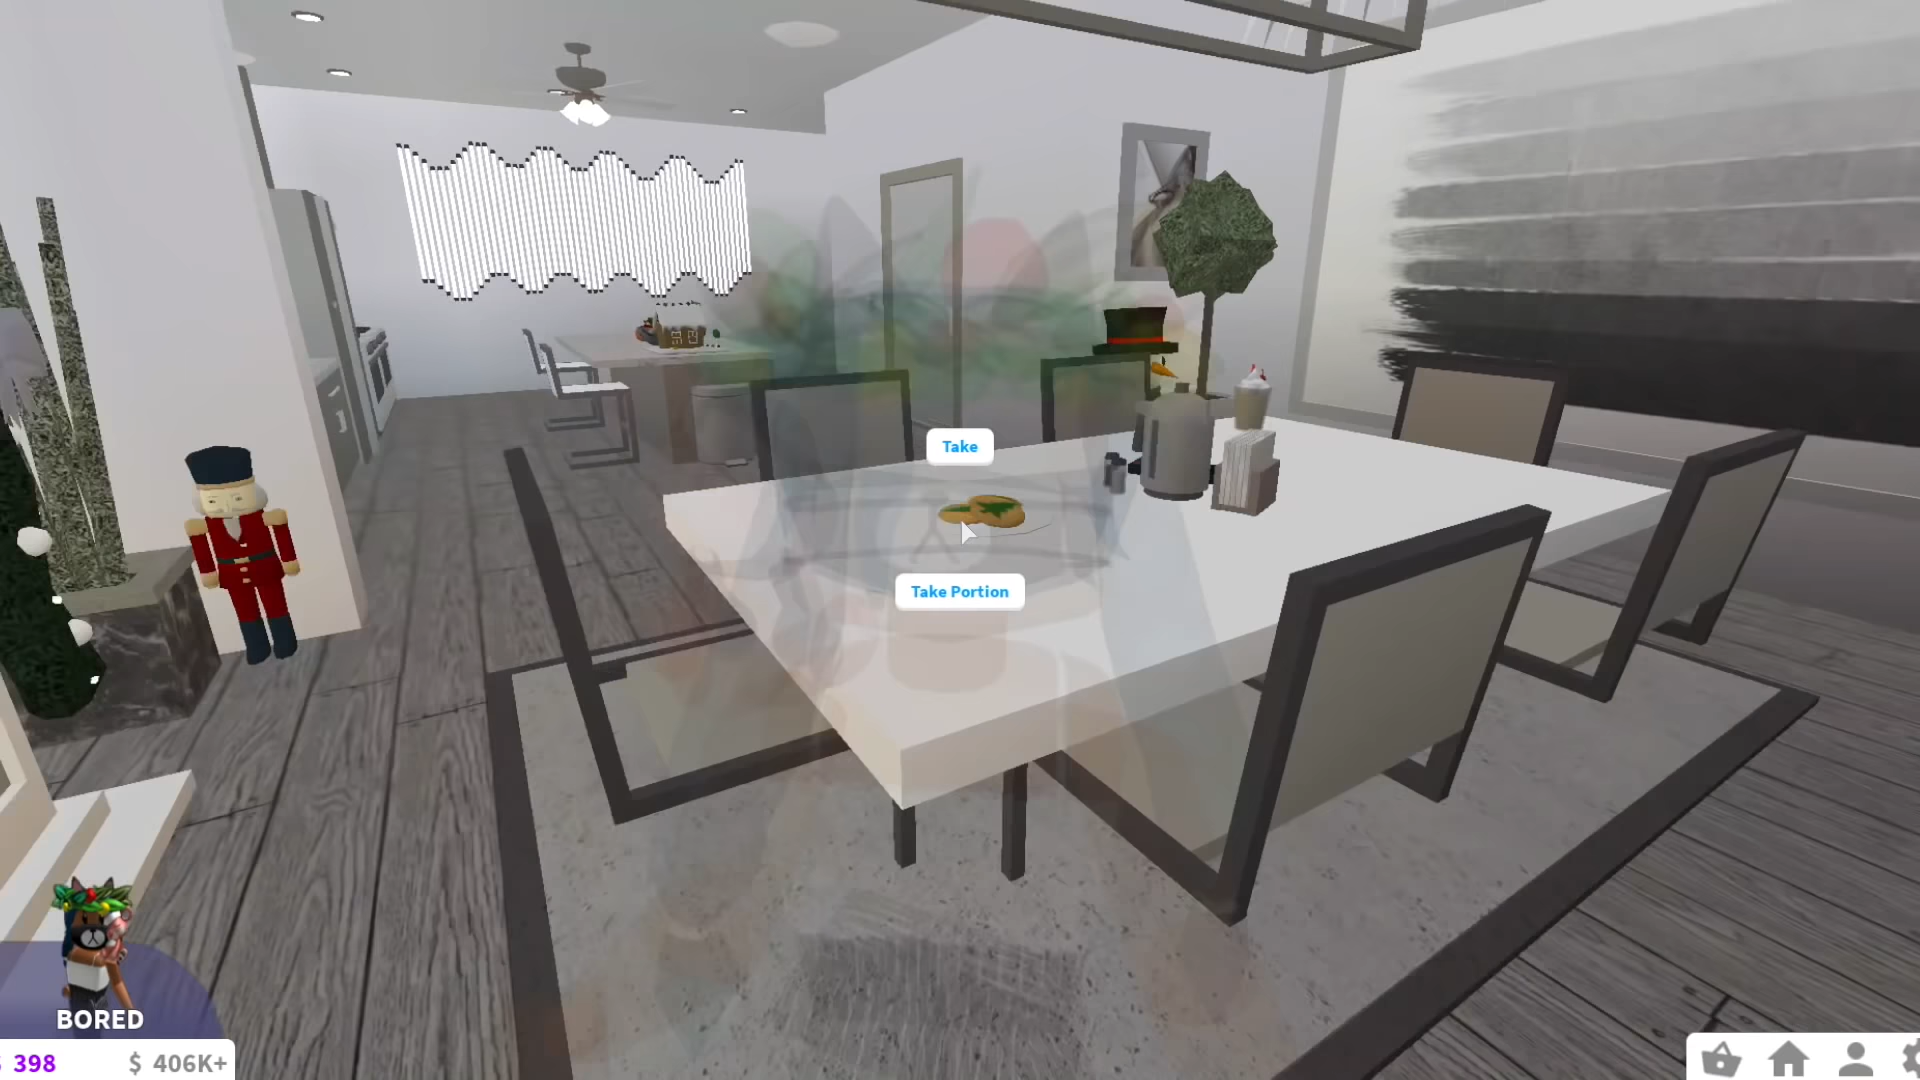 Take
Take Portion
BORED
398
$ 406K+